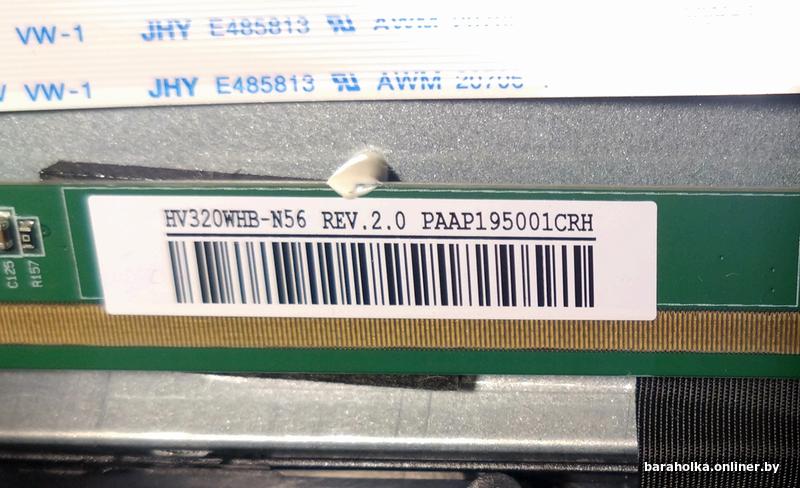 VW-1 JHY E485813 AWM
VW-1 JHY E485813 AWM 20706
HV320WHB-N56 REV.2.0 PAAP195001CRH
C125
R157
baraholka.onliner.by